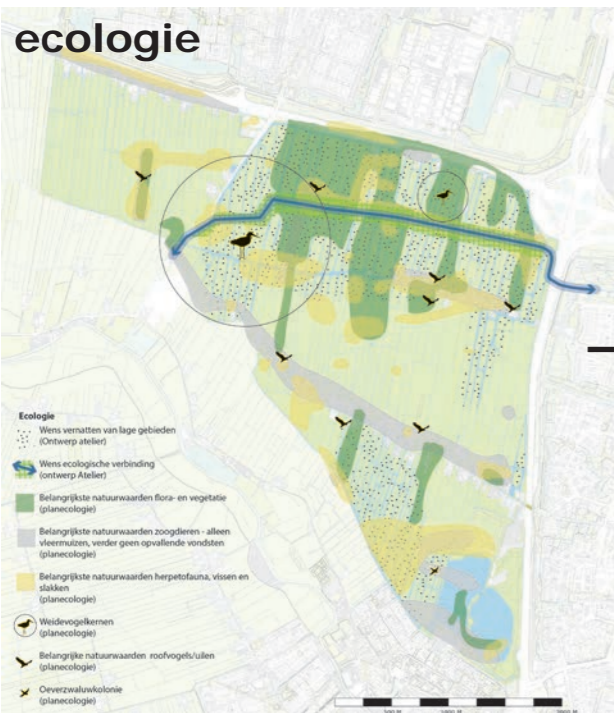 ecologie
Ecologie
Wens vernatten van lage gebieden
(Ontwerp atelier)
Wens ecologische verbinding
(ontwerp Atelier)
Belangrijkste natuurwaarden flora- en vegetatie
(planecologie)
Belangrijkste natuurwaarden zoogdieren - alleen
vleermuizen, verder geen opvallende vondsten
(planecologie)
Belangrijkste natuurwaarden herpetofauna, vissen en
slakken
(planecologie)
Weidevogelkernen
(planecologie)
Belangrijke natuurwaarden roofvogels/uilen
(planecologie)
Oeverzwaluwkolonie
(planecologie)